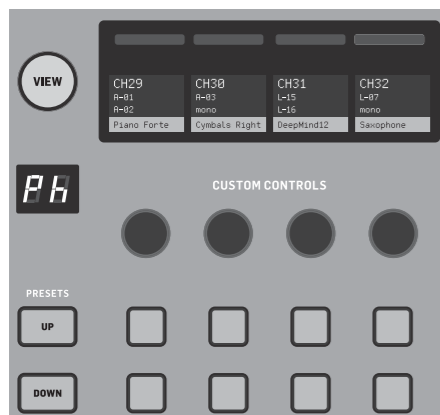 VIEW
CH29 CH30 CH31 CH32
A-01 A-03 L-15 L-07
A-02 mono L-16 mono
Piano Forte Cymbals Right DeepMind12 Saxophone
Ph
CUSTOM CONTROLS
PRESETS
UP
DOWN